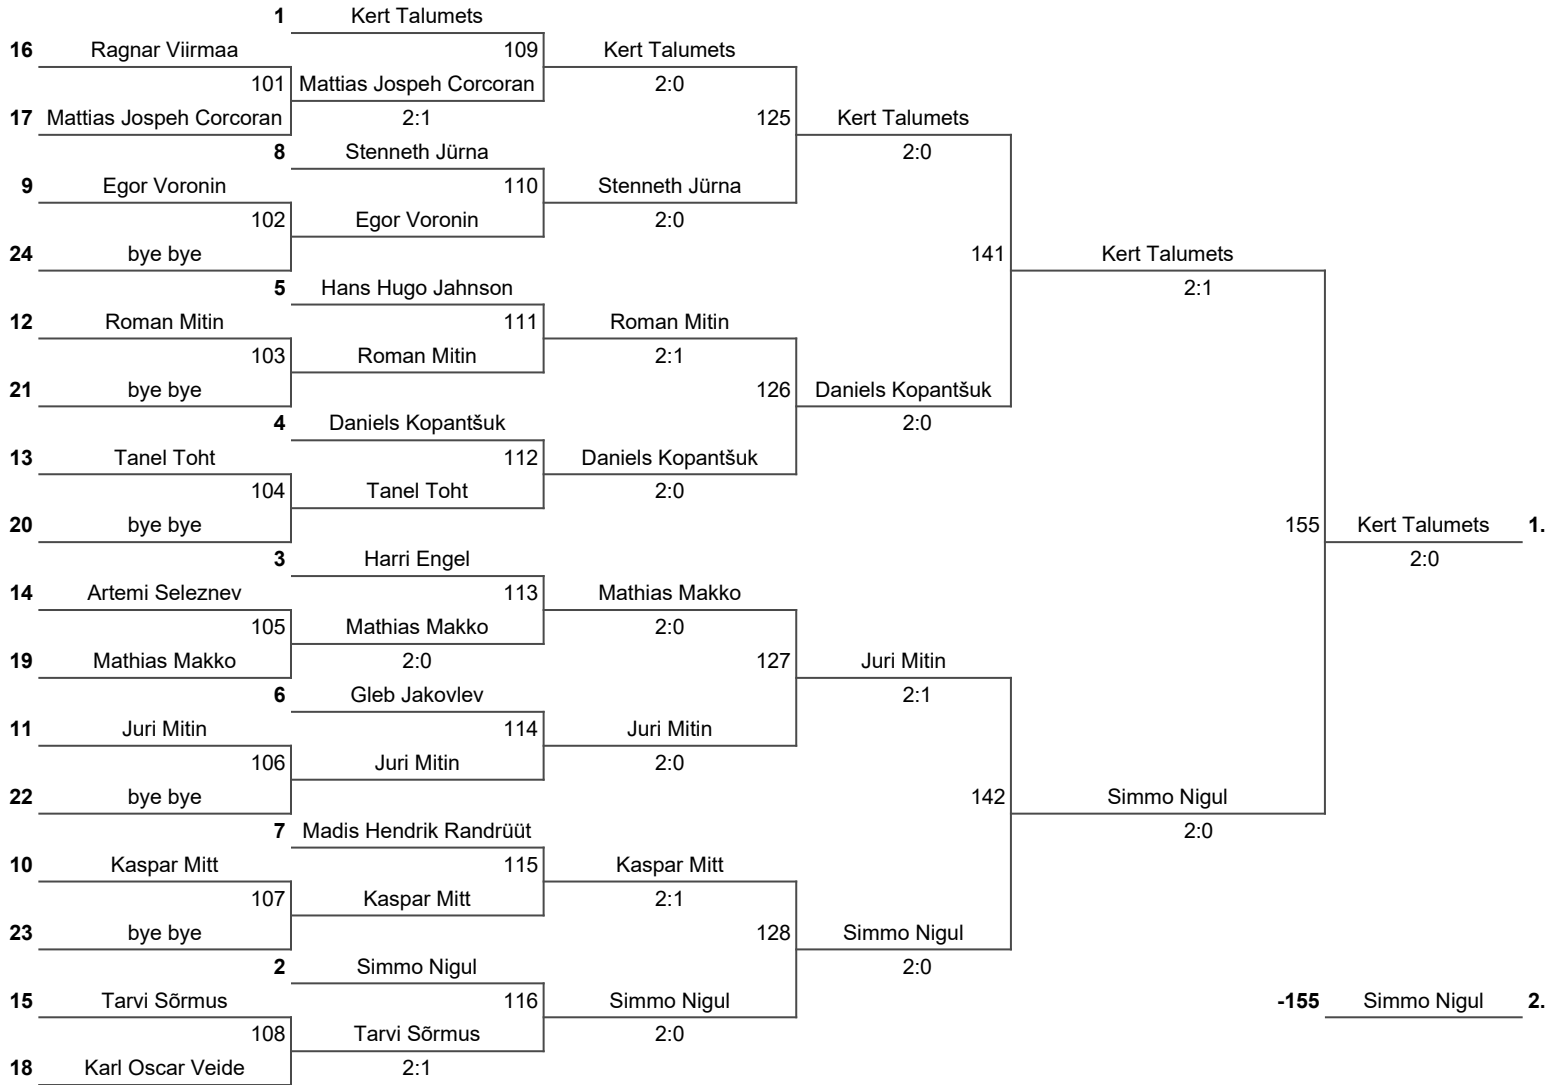 1 Kert Talumets
16 Ragnar Viirmaa 109 Kert Talumets
101 Mattias Jospeh Corcoran 2:0
17 Mattias Jospeh Corcoran 2:1 125 Kert Talumets
8 Stenneth Jürna 2:0
9 Egor Voronin 110 Stenneth Jürna
102 Egor Voronin 2:0
24 bye bye 141 Kert Talumets
5 Hans Hugo Jahnson 2:1
12 Roman Mitin 111 Roman Mitin
103 Roman Mitin 2:1
21 bye bye 126 Daniels Kopantšuk
4 Daniels Kopantšuk 2:0
13 Tanel Toht 112 Daniels Kopantšuk
104 Tanel Toht 2:0
20 bye bye 155 Kert Talumets 1.
3 Harri Engel 2:0
14 Artemi Seleznev 113 Mathias Makko
105 Mathias Makko 2:0
19 Mathias Makko 2:0 127 Juri Mitin
6 Gleb Jakovlev 2:1
11 Juri Mitin 114 Juri Mitin
106 Juri Mitin 2:0
22 bye bye 142 Simmo Nigul
7 Madis Hendrik Randrüüt 2:0
10 Kaspar Mitt 115 Kaspar Mitt
107 Kaspar Mitt 2:1
23 bye bye 128 Simmo Nigul
2 Simmo Nigul 2:0
15 Tarvi Sõrmus 116 Simmo Nigul -155 Simmo Nigul 2.
108 Tarvi Sõrmus 2:0
18 Karl Oscar Veide 2:1